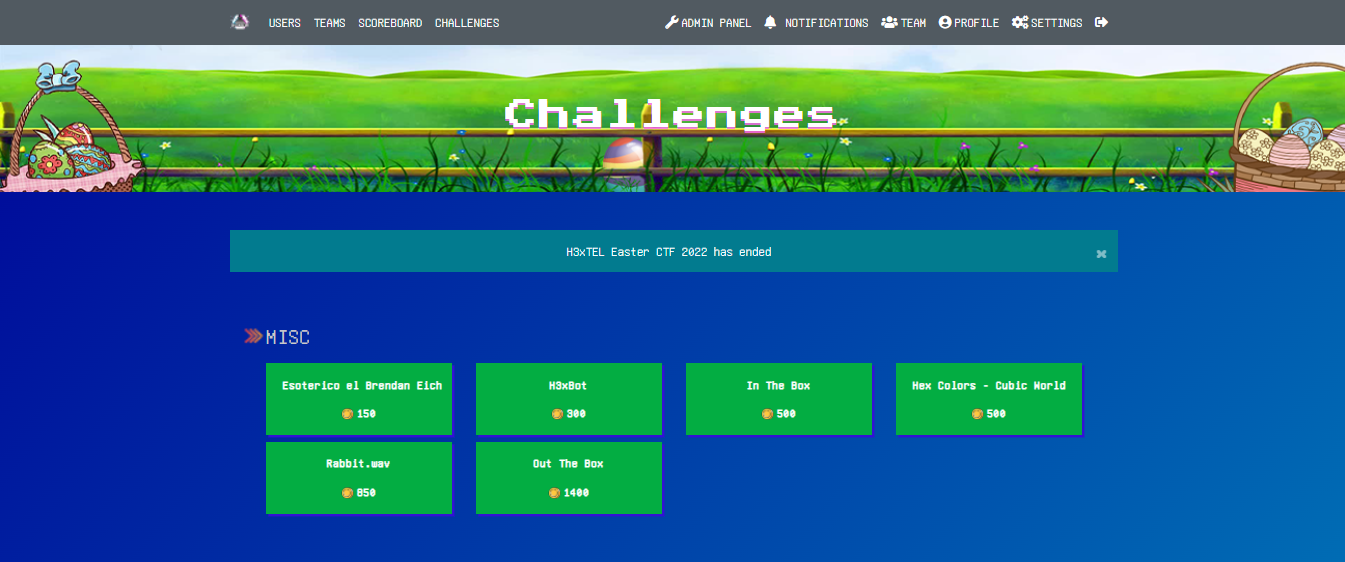 USERS TEAMS SCOREBOARD CHALLENGES ADMIN PANEL NOTIFICATIONS TEAM PROFILE SETTINGS
Challenges
H3xTEL Easter CTF 2022 has ended
MISC
Esoterico el Brendan Eich
150
H3xBot
300
In The Box
500
Hex Colors - Cubic World
500
Rabbit.wav
850
Out The Box
1400